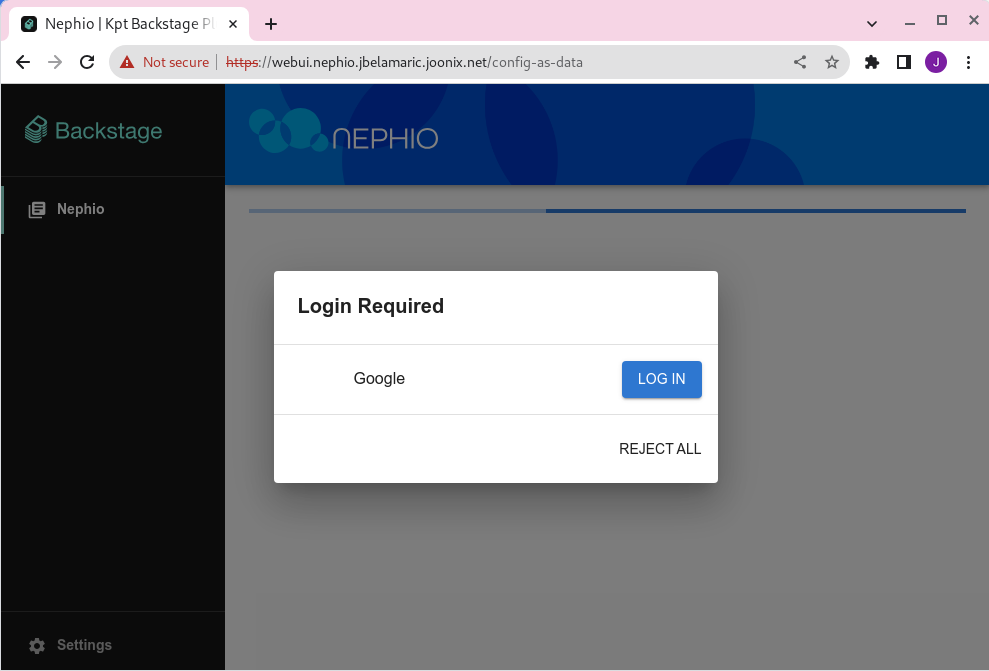 Nephio | Kpt Backstage Pl
Not secure
https://webui.nephio.jbelamaric.joonix.net/config-as-data
J
Backstage
NEPHIO
Nephio
Login Required
Google
LOG IN
REJECT ALL
Settings